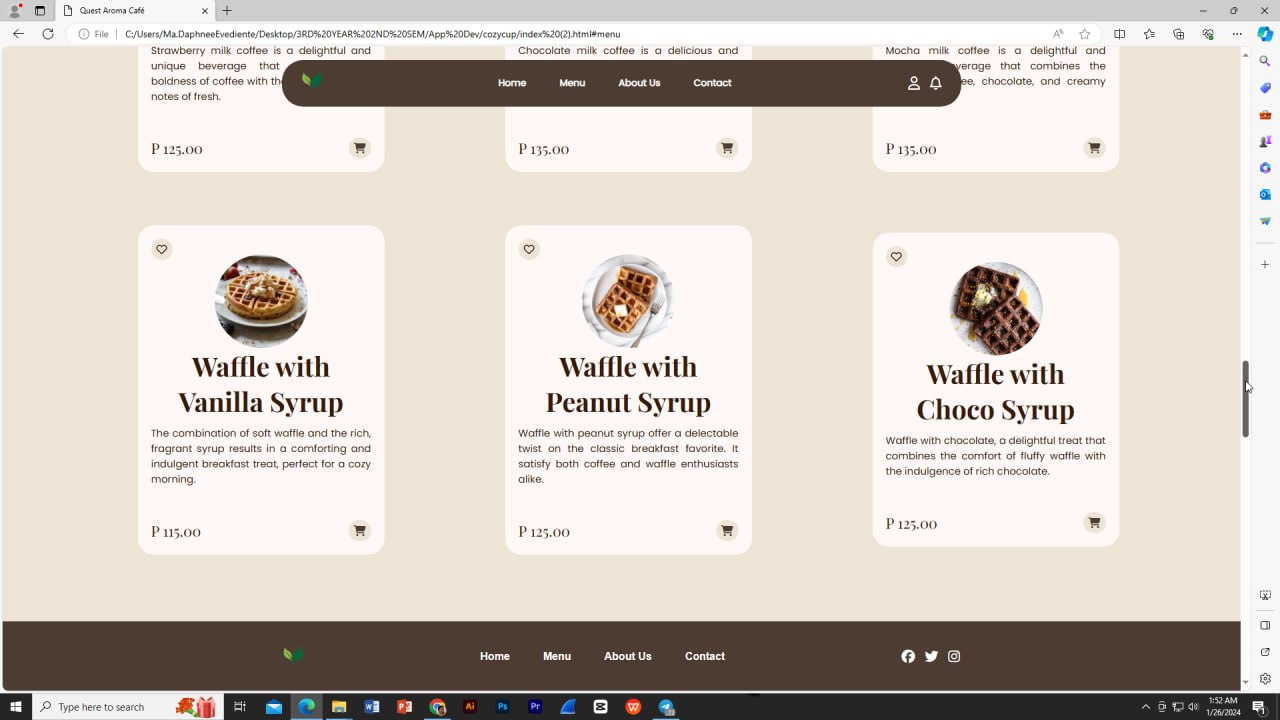 Quest Aroma Café
File
C:/Users/Ma.DaphneeEvediente/Desktop/3RD%20YEAR%202ND%20SEM/App%20Dev/cozycup/index%20(2).html#menu
Home
Menu
About Us
Contact
Strawberry milk coffee is a delightful and
unique beverage that
boldness of coffee with the
notes of fresh.
P 125.00
Chocolate milk coffee is a delicious and
P 135.00
Mocha milk coffee is a delightful and
beverage that combines the
coffee, chocolate, and creamy
P 135.00
Waffle with
Vanilla Syrup
The combination of soft waffle and the rich,
fragrant syrup results in a comforting and
indulgent breakfast treat, perfect for a cozy
morning.
P 115.00
Waffle with
Peanut Syrup
Waffle with peanut syrup offer a delectable
twist on the classic breakfast favorite. It
satisfy both coffee and waffle enthusiasts
alike.
P 125.00
Waffle with
Choco Syrup
Waffle with chocolate, a delightful treat that
combines the comfort of fluffy waffle with
the indulgence of rich chocolate.
P 125.00
Home
Menu
About Us
Contact
Type here to search
1:52 AM
1/26/2024